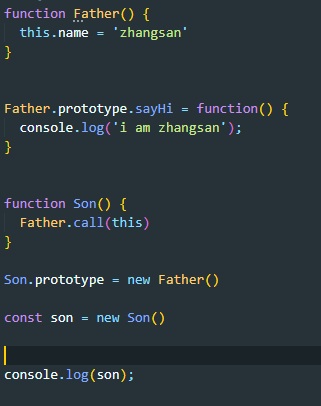 function Father() {
  this.name = 'zhangsan'
}
Father.prototype.sayHi = function() {
  console.log('i am zhangsan');
}
function Son() {
  Father.call(this)
}
Son.prototype = new Father()
const son = new Son()
console.log(son);